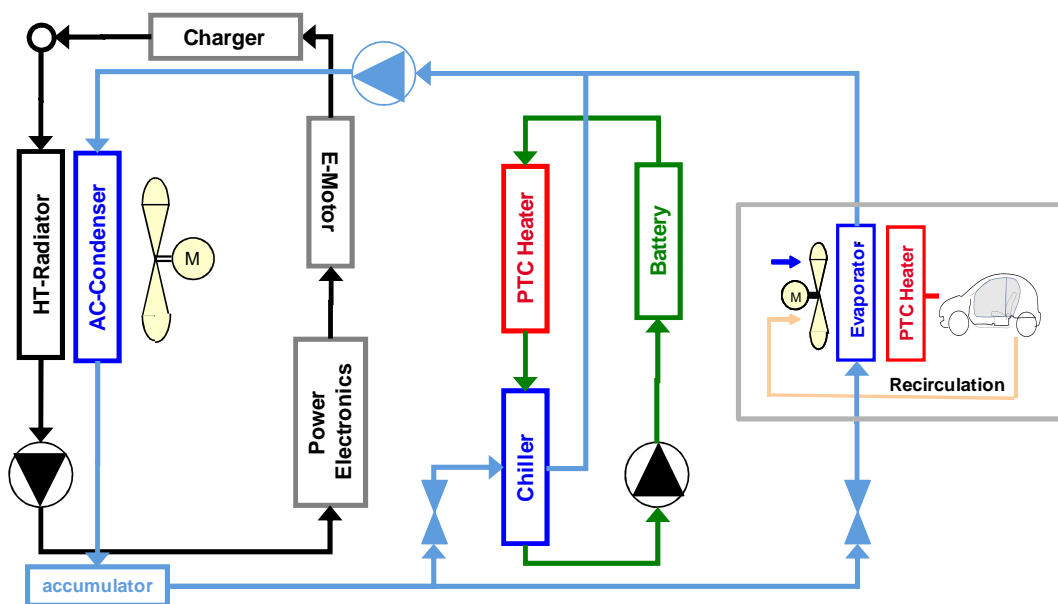 Charger
HT-Radiator
AC-Condenser
M
E-Motor
Power
Electronics
PTC Heater
Chiller
Battery
M
Evaporator
PTC Heater
Recirculation
accumulator